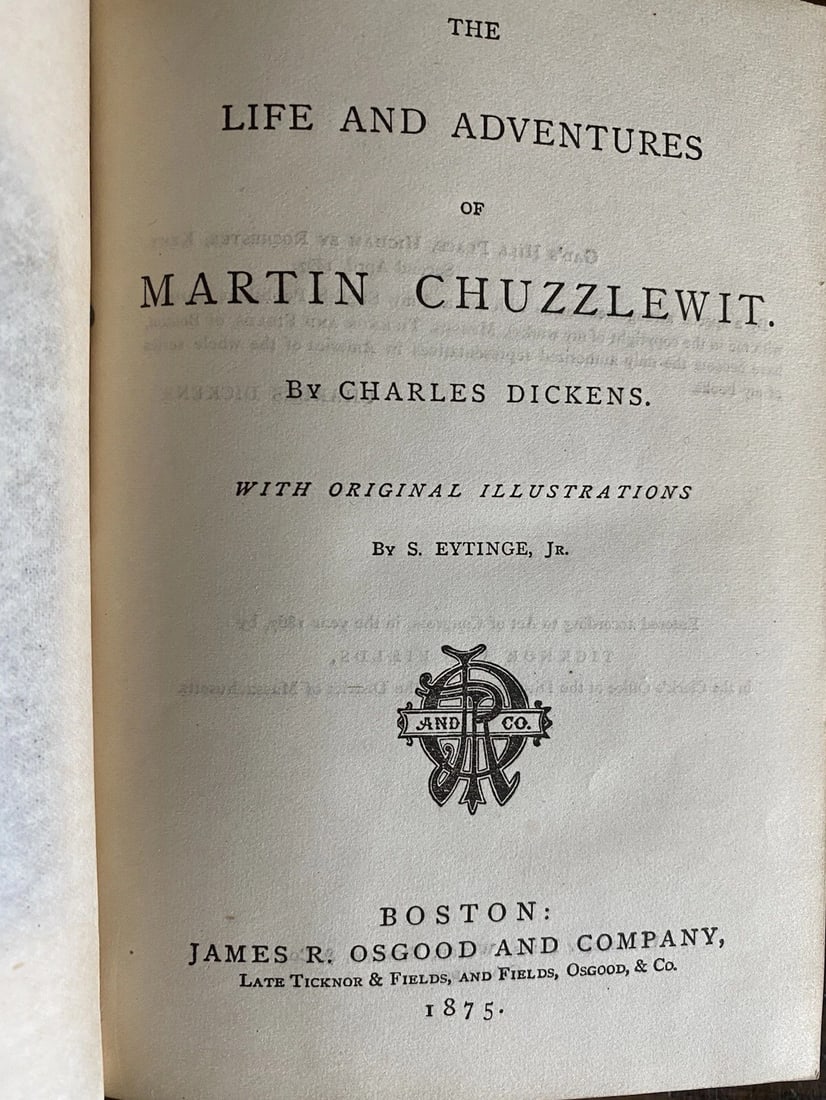 THE
LIFE AND ADVENTURES
OF
MARTIN CHUZZLEWIT.
By CHARLES DICKENS.
WITH ORIGINAL ILLUSTRATIONS
By S. EYTINGE, Jr.
AND CO.
BOSTON:
JAMES R. OSGOOD AND COMPANY,
Late Ticknor & Fields, and Fields, Osgood, & Co.
1875.